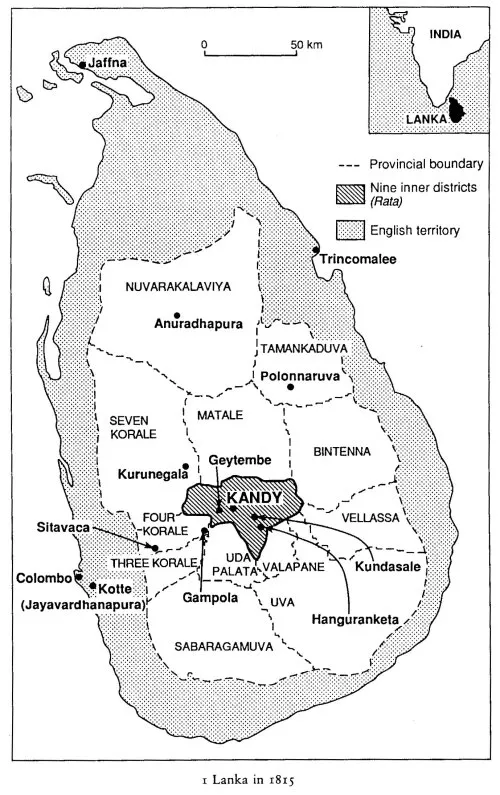 INDIA
LANKA
0 50 km
Jaffna
--- Provincial boundary
Nine inner districts
(Rata)
English territory
Trincomalee
NUVARAKALAVIYA
Anuradhapura
TAMANKADUVA
Polonnaruva
SEVEN
KORALE
MATALE
BINTENNA
Geytembe
Kurunegala
KANDY
Sitavaca
FOUR
KORALE
VELLASSA
THREE KORALE
UDA
PALATA
VALAPANE
Kundasale
Colombo
Kotte
(Jayavardhanapura)
Gampola
UVA
Hanguranketa
SABARAGAMUVA
1 Lanka in 1815